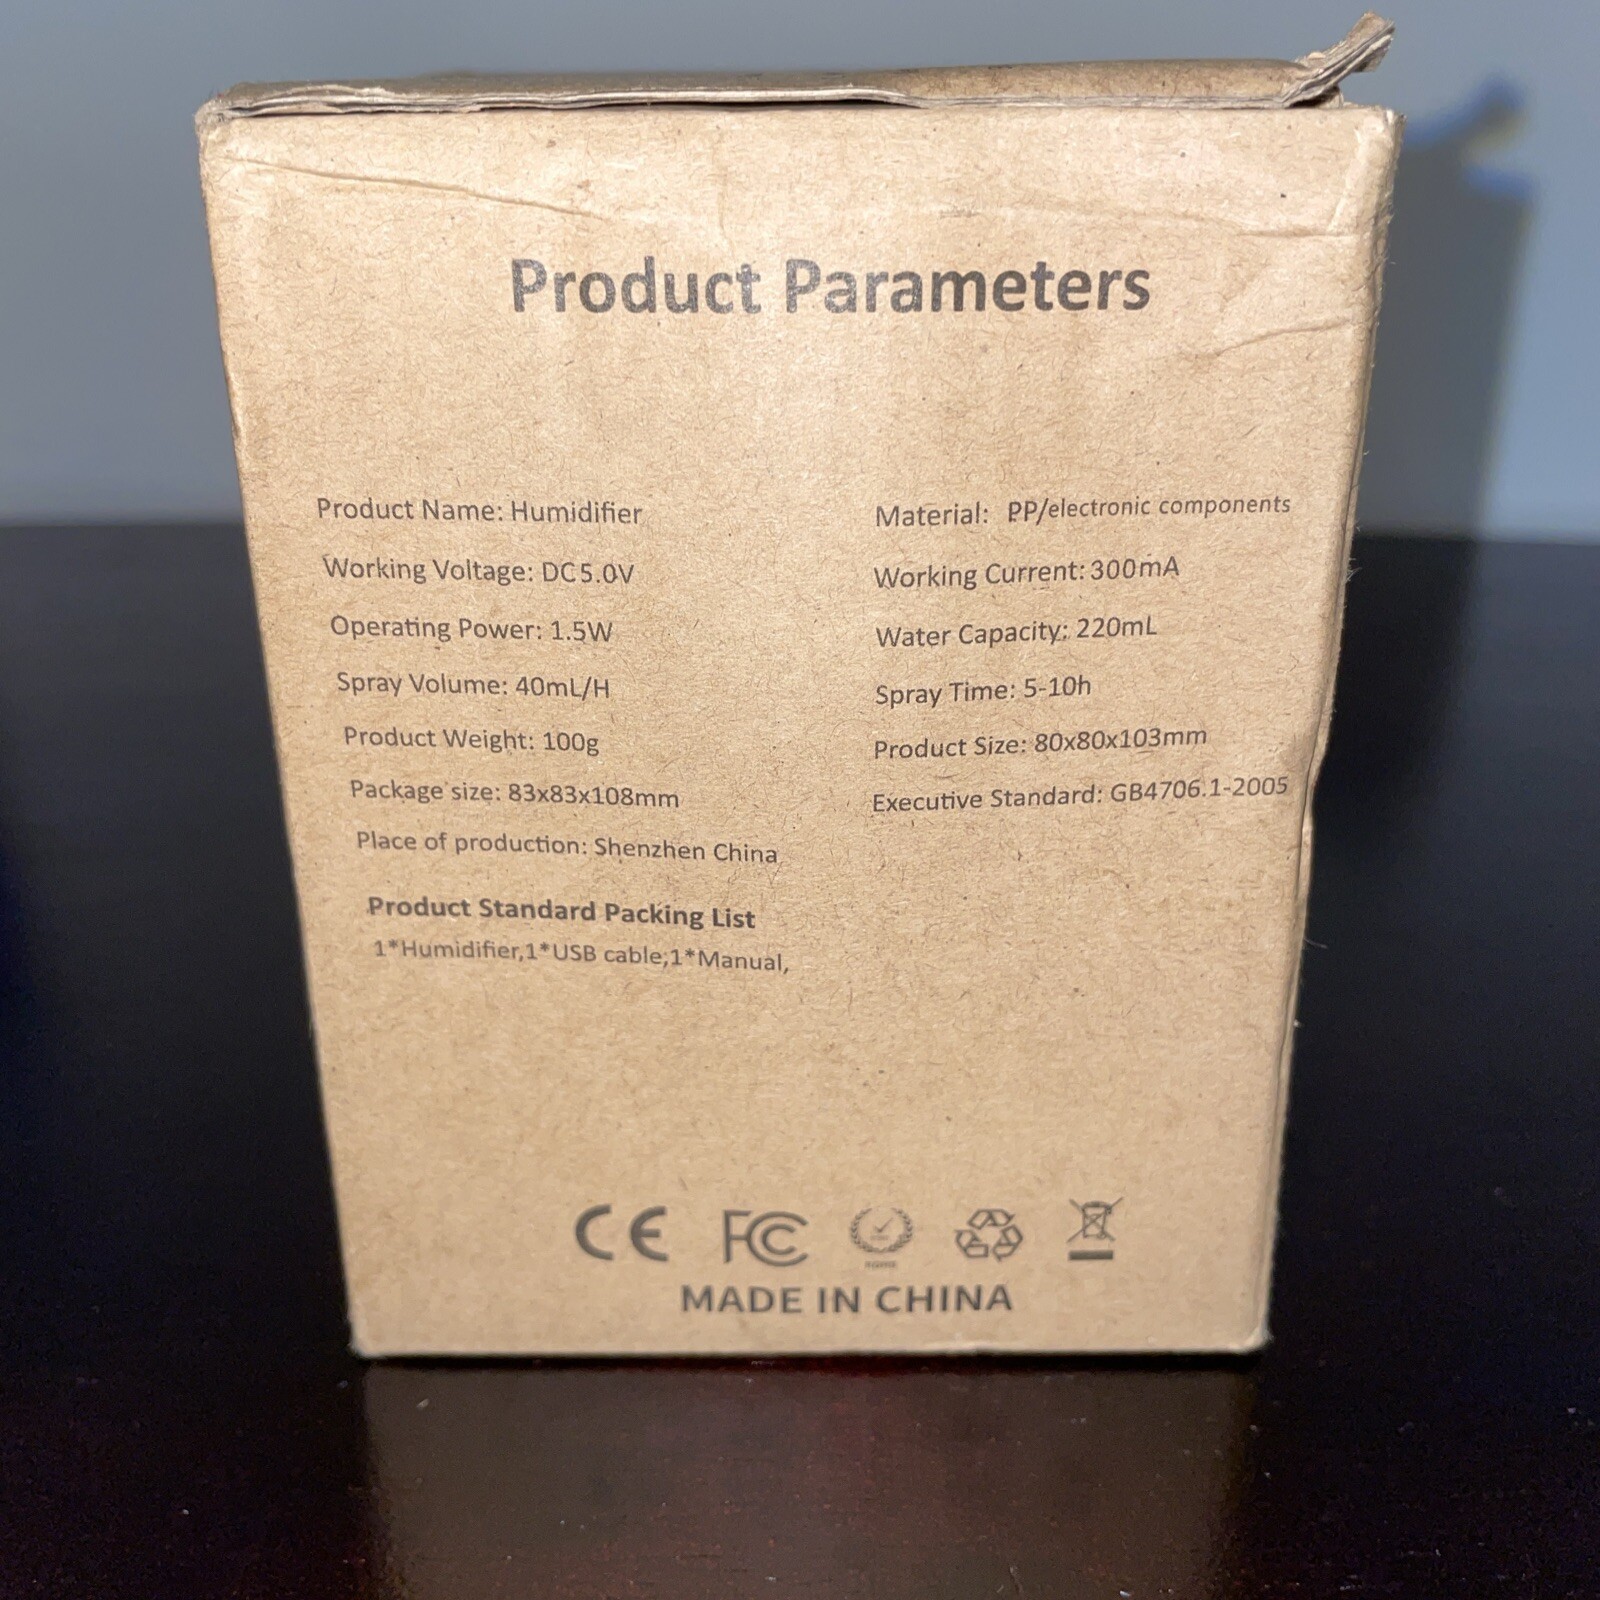 Product Parameters
Product Name: Humidifier
Material: PP/electronic components
Working Voltage: DC5.0V
Working Current: 300mA
Operating Power: 1.5W
Water Capacity: 220mL
Spray Volume: 40mL/H
Spray Time: 5-10h
Product Weight: 100g
Product Size: 80x80x103mm
Package size: 83x83x108mm
Executive Standard: GB4706.1-2005
Place of production: Shenzhen China
Product Standard Packing List
1*Humidifier,1*USB cable;1*Manual,
CE FC
MADE IN CHINA